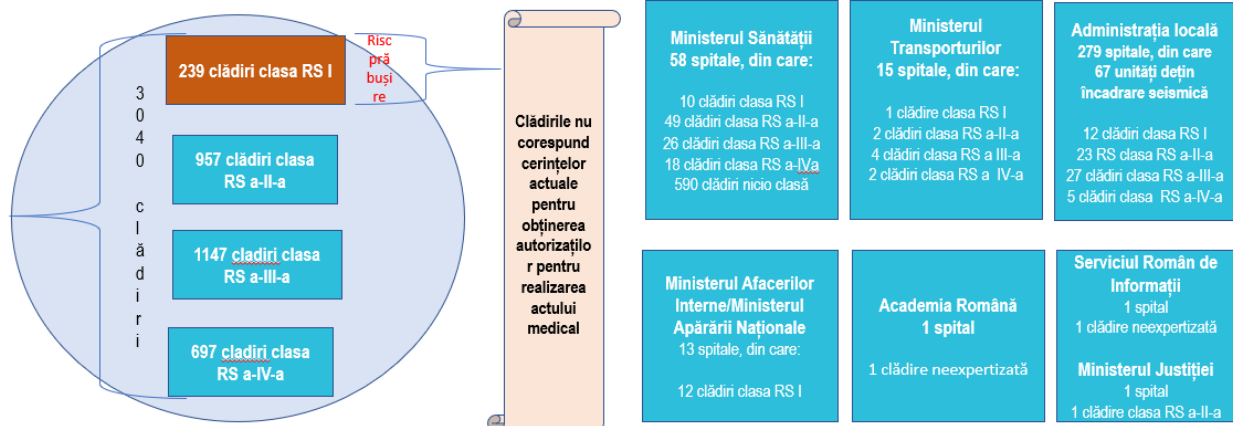 3040 clădiri
239 clădiri clasa RS I
Risc
pră
buși
re
957 clădiri clasa
RS a-II-a
1147 cladiri clasa
RS a-III-a
697 cladiri clasa
RS a-IV-a
Clădirile nu
corespund
cerințelor
actuale
pentru
obținerea
autorizațilo
r pentru
realizarea
actului
medical
Ministerul Sănătății
58 spitale, din care:
10 clădiri clasa RS I
49 clădiri clasa RS a-II-a
26 clădiri clasa RS a-III-a
18 clădiri clasa RS a-IVa
590 clădiri nicio clasă
Ministerul
Transporturilor
15 spitale, din care:
1 clădire clasa RS I
2 clădiri clasa RS a-II-a
4 clădiri clasa RS a III-a
2 clădiri clasa RS a IV-a
Administrația locală
279 spitale, din care
67 unități dețin
încadrare seismică
12 clădiri clasa RS I
23 RS clasa RS a-II-a
27 clădiri clasa RS a-III-a
5 clădiri clasa RS a-IV-a
Ministerul Afacerilor
Interne/Ministerul
Apărării Naționale
13 spitale, din care:
12 clădiri clasa RS I
Academia Română
1 spital
1 clădire neexpertizată
Serviciul Român de
Informații
1 spital
1 clădire neexpertizată
Ministerul Justiției
1 spital
1 clădire clasa RS a-II-a